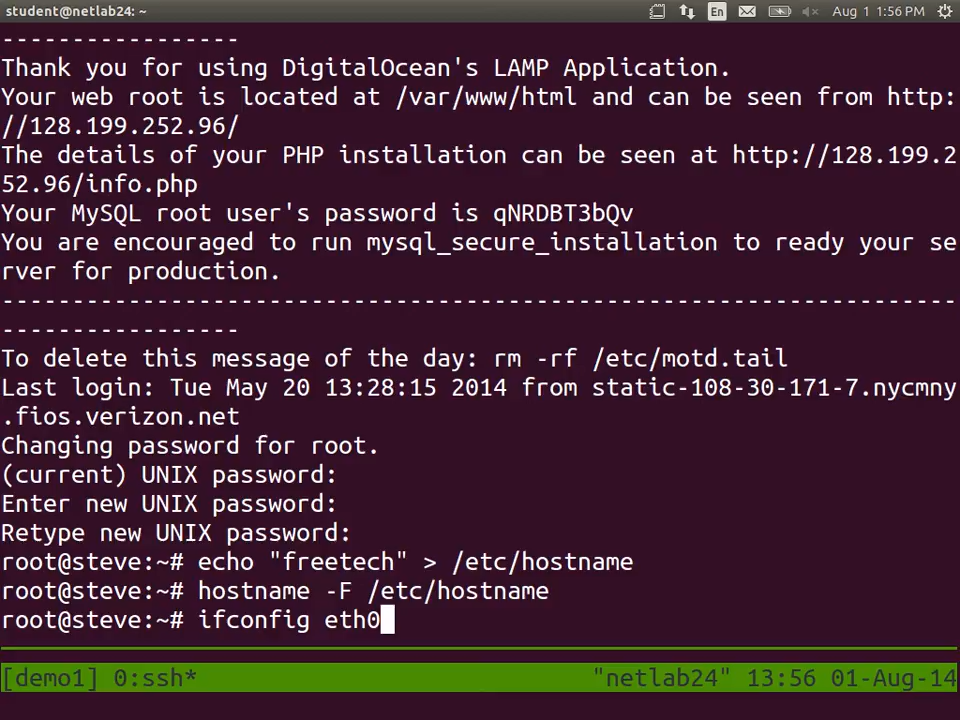 student@netlab24: ~
En
Aug 1 1:56 PM
-----------------
Thank you for using DigitalOcean's LAMP Application.
Your web root is located at /var/www/html and can be seen from http:
//128.199.252.96/
The details of your PHP installation can be seen at http://128.199.2
52.96/info.php
Your MySQL root user's password is qNRDBT3bQv
You are encouraged to run mysql_secure_installation to ready your se
rver for production.
--------------------------------------------------------------------
-----------------
To delete this message of the day: rm -rf /etc/motd.tail
Last login: Tue May 20 13:28:15 2014 from static-108-30-171-7.nycmny
.fios.verizon.net
Changing password for root.
(current) UNIX password:
Enter new UNIX password:
Retype new UNIX password:
root@steve:~# echo "freetech" > /etc/hostname
root@steve:~# hostname -F /etc/hostname
root@steve:~# ifconfig eth0
[demo1] 0:ssh* "netlab24" 13:56 01-Aug-14